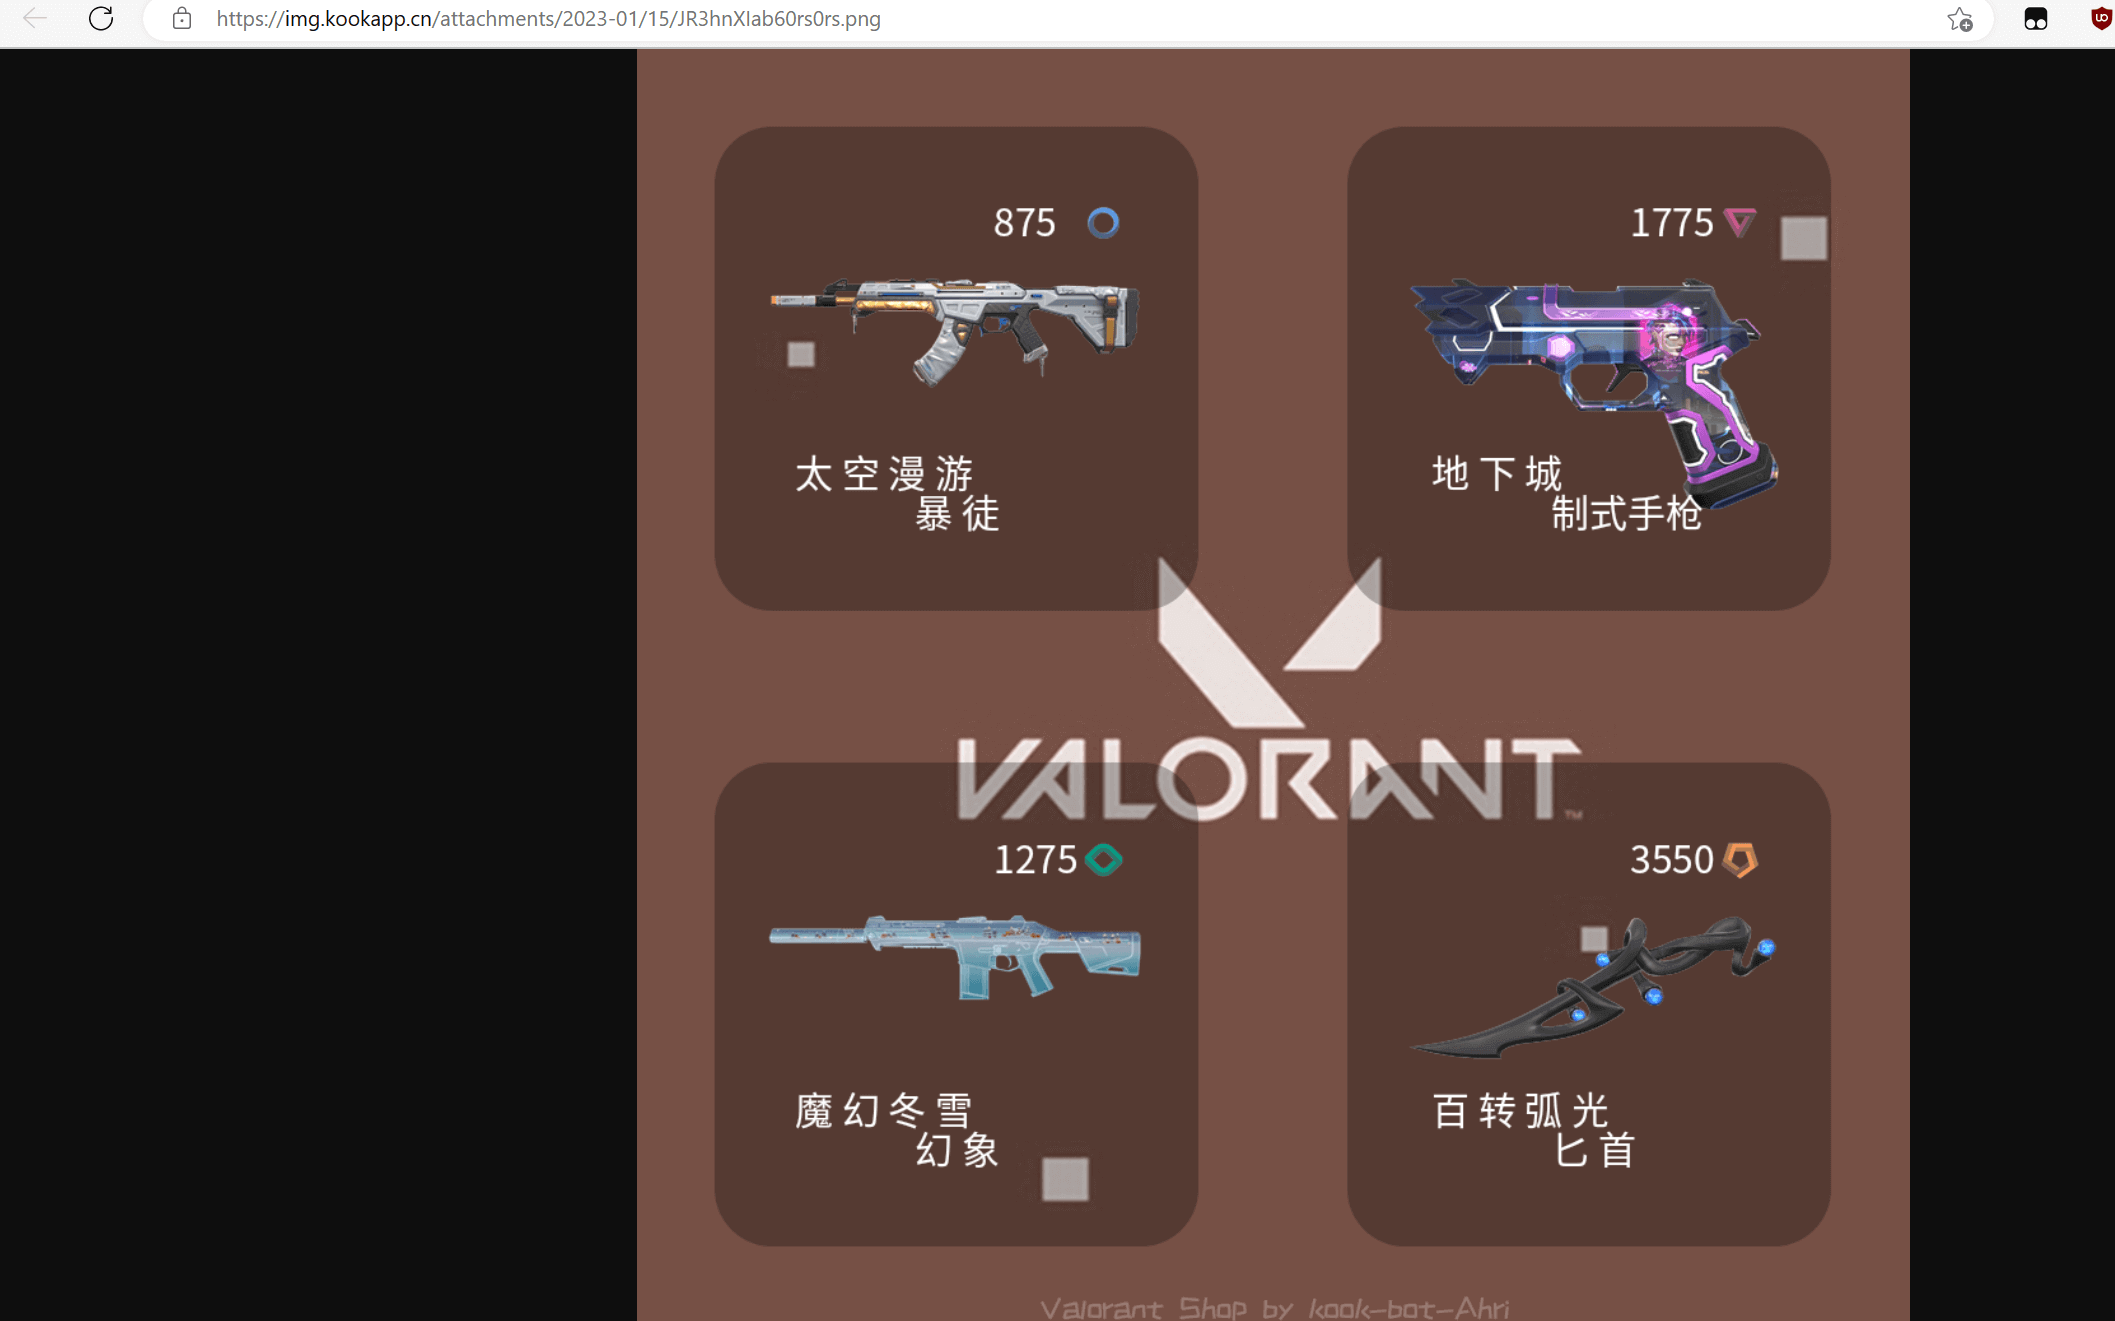 https://img.kookapp.cn/attachments/2023-01/15/JR3hnXIab60rs0rs.png
875
1775
太空漫游
暴徒
地下城
制式手枪
VALORANT™
1275
3550
魔幻冬雪
幻象
百转弧光
匕首
Valorant Shop by kook-bot-Ahri